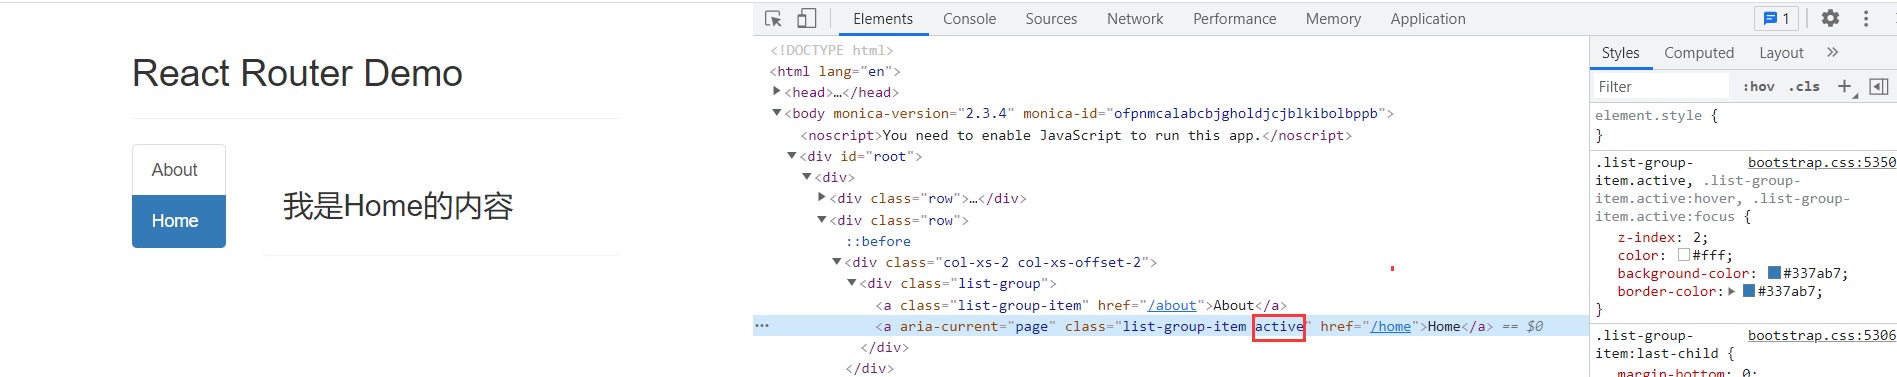 React Router Demo
About
Home
我是Home的内容
Elements Console Sources Network Performance Memory Application 1
<!DOCTYPE html>
<html lang="en">
<head>…</head>
<body monica-version="2.3.4" monica-id="ofpnmcalabcbjgholdjcjblkibolbppb">
<noscript>You need to enable JavaScript to run this app.</noscript>
<div id="root">
<div>
<div class="row">…</div>
<div class="row">
::before
<div class="col-xs-2 col-xs-offset-2">
<div class="list-group">
<a class="list-group-item" href="/about">About</a>
… <a aria-current="page" class="list-group-item active" href="/home">Home</a> == $0
</div>
</div>
Styles Computed Layout
Filter :hov .cls
element.style {
}
.list-group- bootstrap.css:5350
item.active, .list-group-
item.active:hover, .list-group-
item.active:focus {
z-index: 2;
color: #fff;
background-color: #337ab7;
border-color: #337ab7;
}
.list-group- bootstrap.css:5306
item:last-child {
margin-bottom: 0;